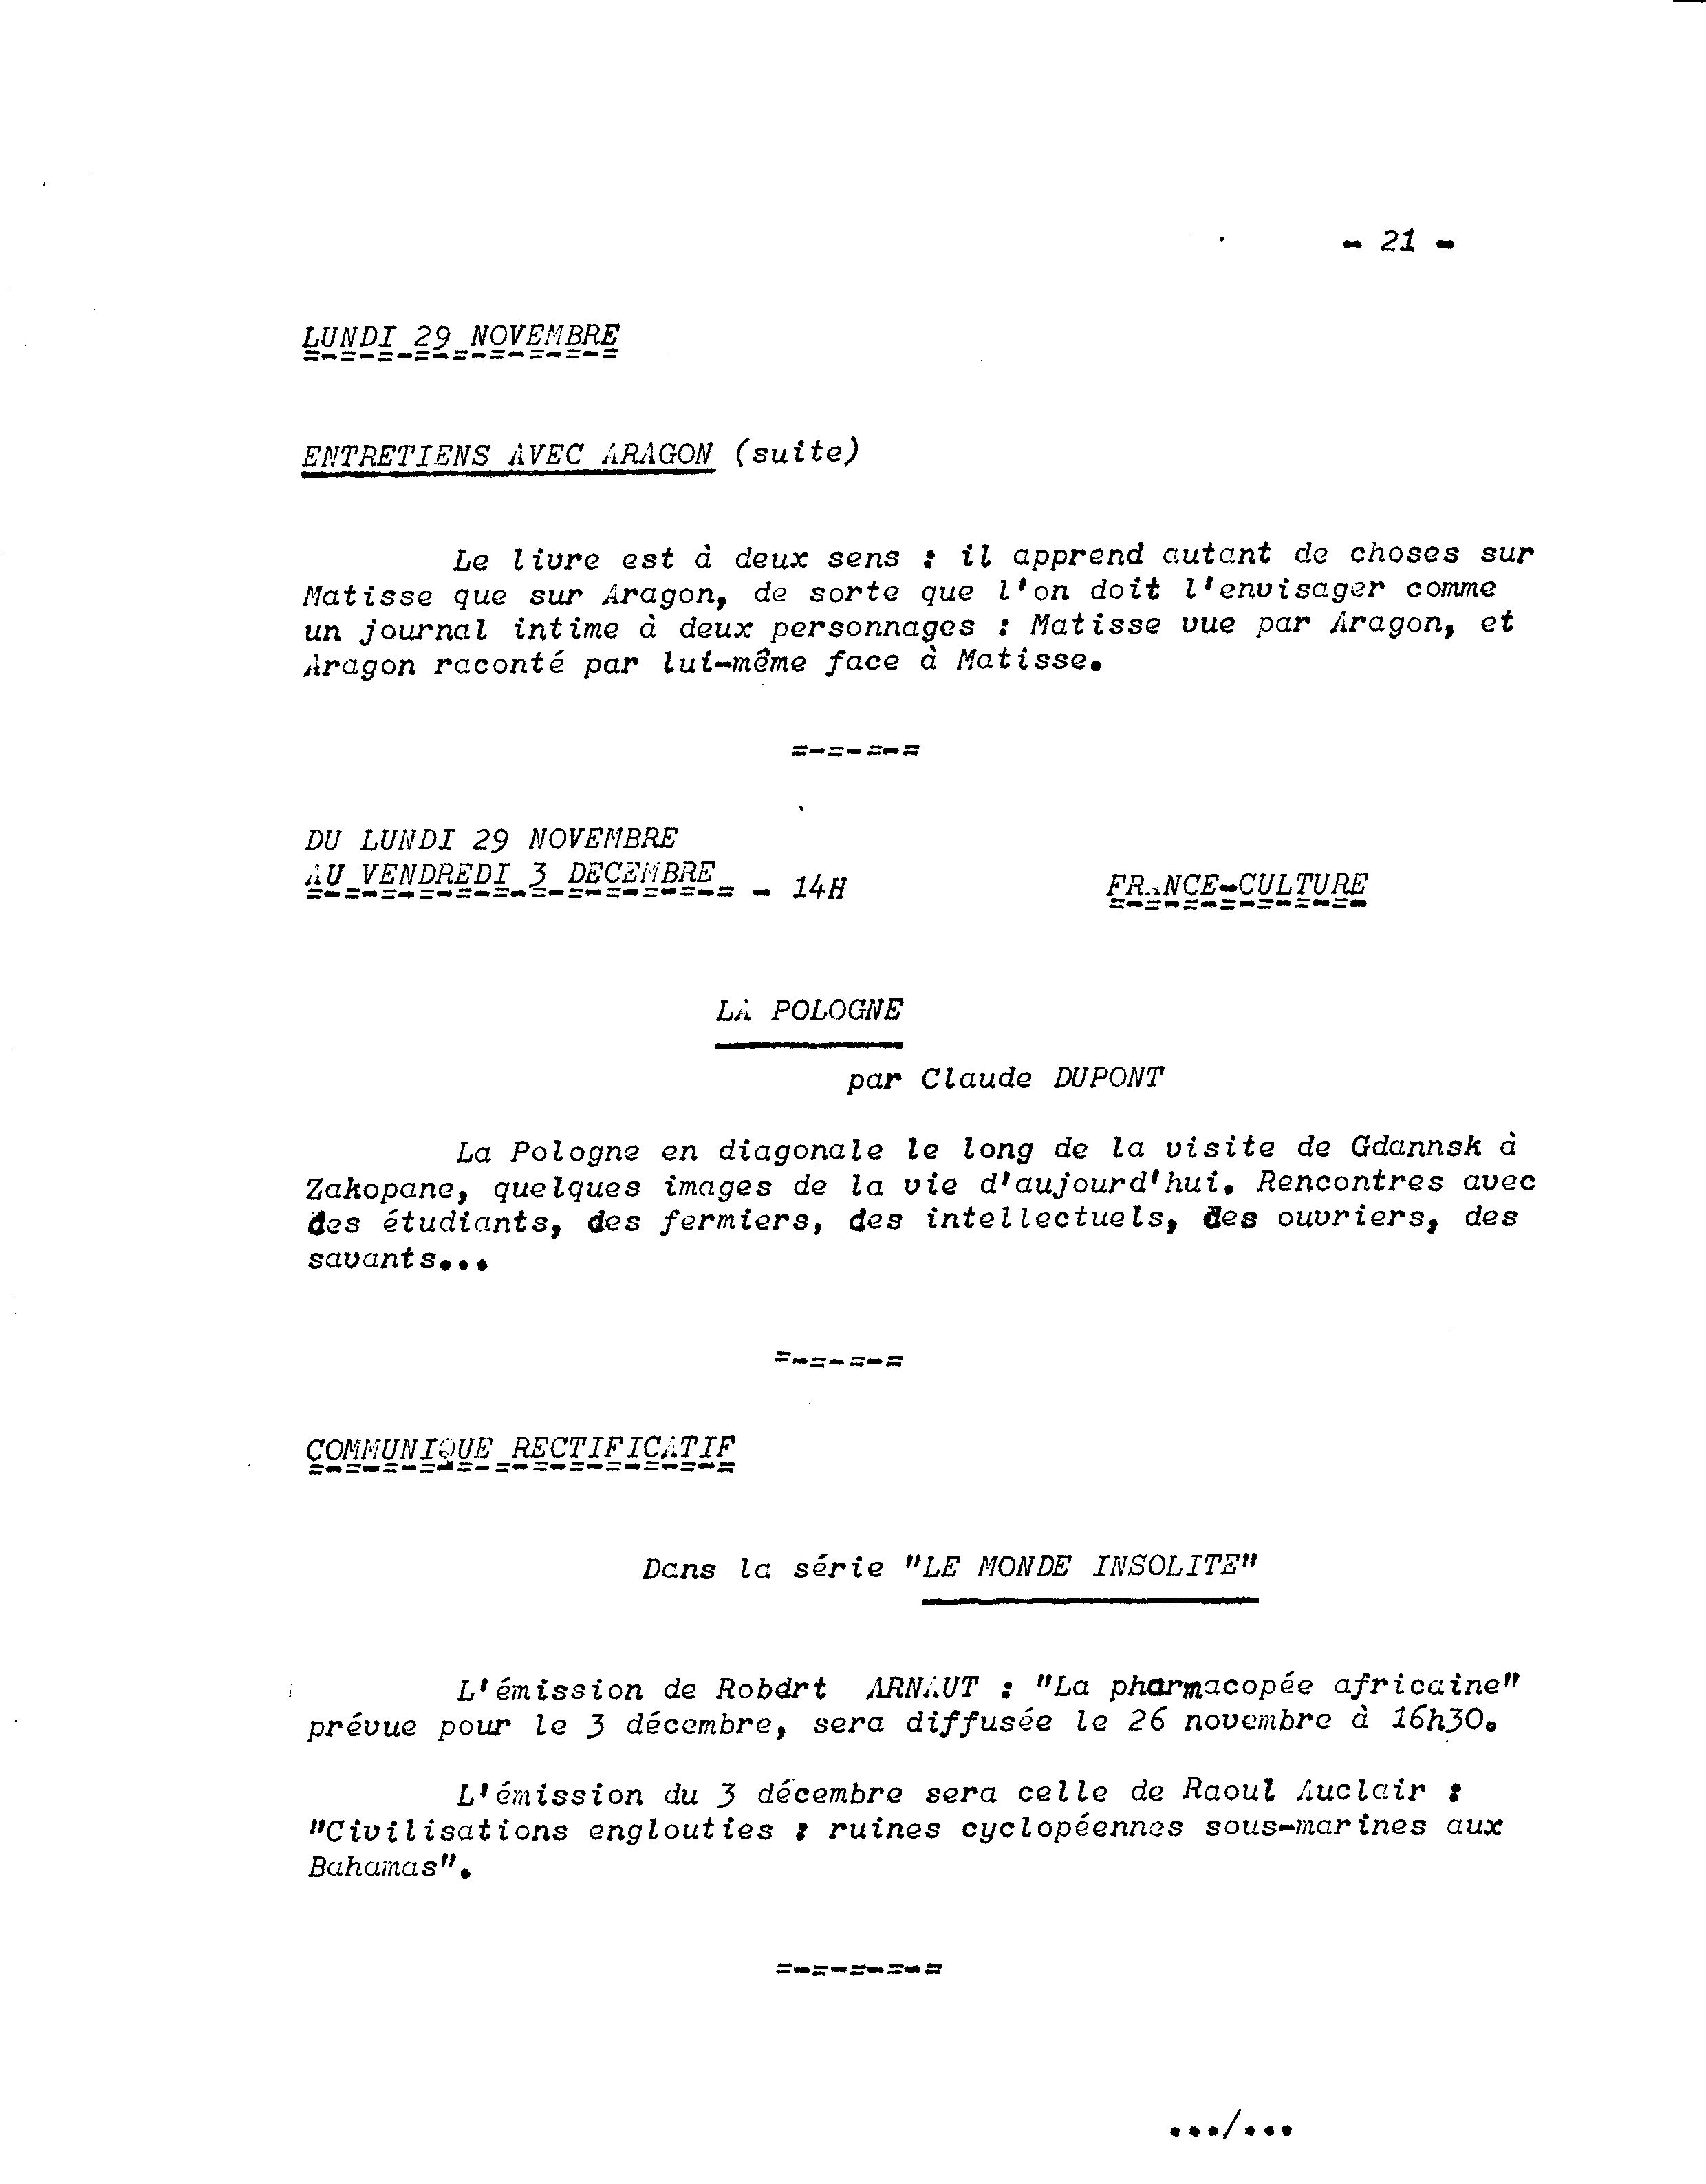 - 21 -
LUNDI 29 NOVEMBRE
=-=-=-=-=-=-=-=-=
ENTRETIENS AVEC ARAGON (suite)
Le livre est à deux sens : il apprend autant de choses sur
Matisse que sur Aragon, de sorte que l'on doit l'envisager comme
un journal intime à deux personnages : Matisse vue par Aragon, et
Aragon raconté par lui-même face à Matisse.
=-=-=-=
DU LUNDI 29 NOVEMBRE
AU VENDREDI 3 DECEMBRE - 14H FRANCE-CULTURE
=-=-=-=-=-=-=-=-=-=-=-= =-=-=-=-=-=-=-
LA POLOGNE
par Claude DUPONT
La Pologne en diagonale le long de la visite de Gdannsk à
Zakopane, quelques images de la vie d'aujourd'hui. Rencontres avec
des étudiants, des fermiers, des intellectuels, des ouvriers, des
savants...
=-=-=-=
COMMUNIQUE RECTIFICATIF
=-=-=-=-=-=-=-=-=-=-=-=
Dans la série "LE MONDE INSOLITE"
L'émission de Robdrt ARNAUT : "La pharmacopée africaine"
prévue pour le 3 décembre, sera diffusée le 26 novembre à 16h30.
L'émission du 3 décembre sera celle de Raoul Auclair :
"Civilisations englouties : ruines cyclopéennes sous-marines aux
Bahamas".
=-=-=-=-=
.../...